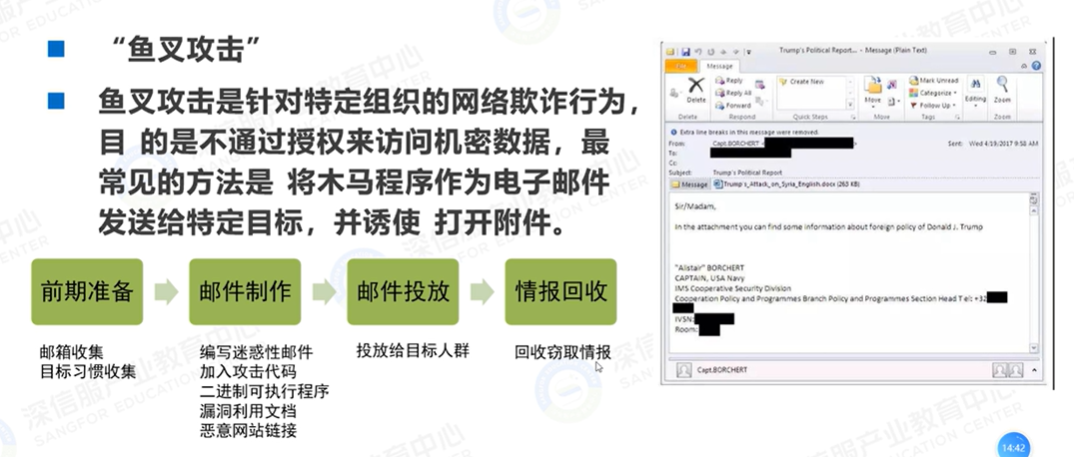 “鱼叉攻击”
鱼叉攻击是针对特定组织的网络欺诈行为，
目 的是不通过授权来访问机密数据，最
常见的方法是 将木马程序作为电子邮件
发送给特定目标，并诱使 打开附件。
前期准备
邮件制作
邮件投放
情报回收
邮箱收集
目标习惯收集
编写迷惑性邮件
加入攻击代码
二进制可执行程序
漏洞利用文档
恶意网站链接
投放给目标人群
回收窃取情报
Trump's Political Report... - Message (Plain Text)
File
Message
Delete
Reply
Reply All
Forward
Create New
Move
Mark Unread
Categorize
Follow Up
Editing
Zoom
Delete
Respond
Quick Steps
Move
Tags
Zoom
Extra line breaks in this message were removed.
From: Capt.BORCHERT
Sent: Wed 4/19/2017 9:58 AM
To:
Cc:
Subject: Trump's Political Report
Message
Trump's_Attack_on_Syria_English.docx (263 KB)
Sir/Madam,
In the attachment you can find some information about foreign policy of Donald J. Trump
"Alistair" BORCHERT
CAPTAIN, USA Navy
IMS Cooperative Security Division
Cooperation Policy and Programmes Branch Policy and Programmes Section Head T el: +32
IVSN:
Room:
Capt.BORCHERT
14:42
深信服产业教育中心
SANGFOR EDUCATION CENTER